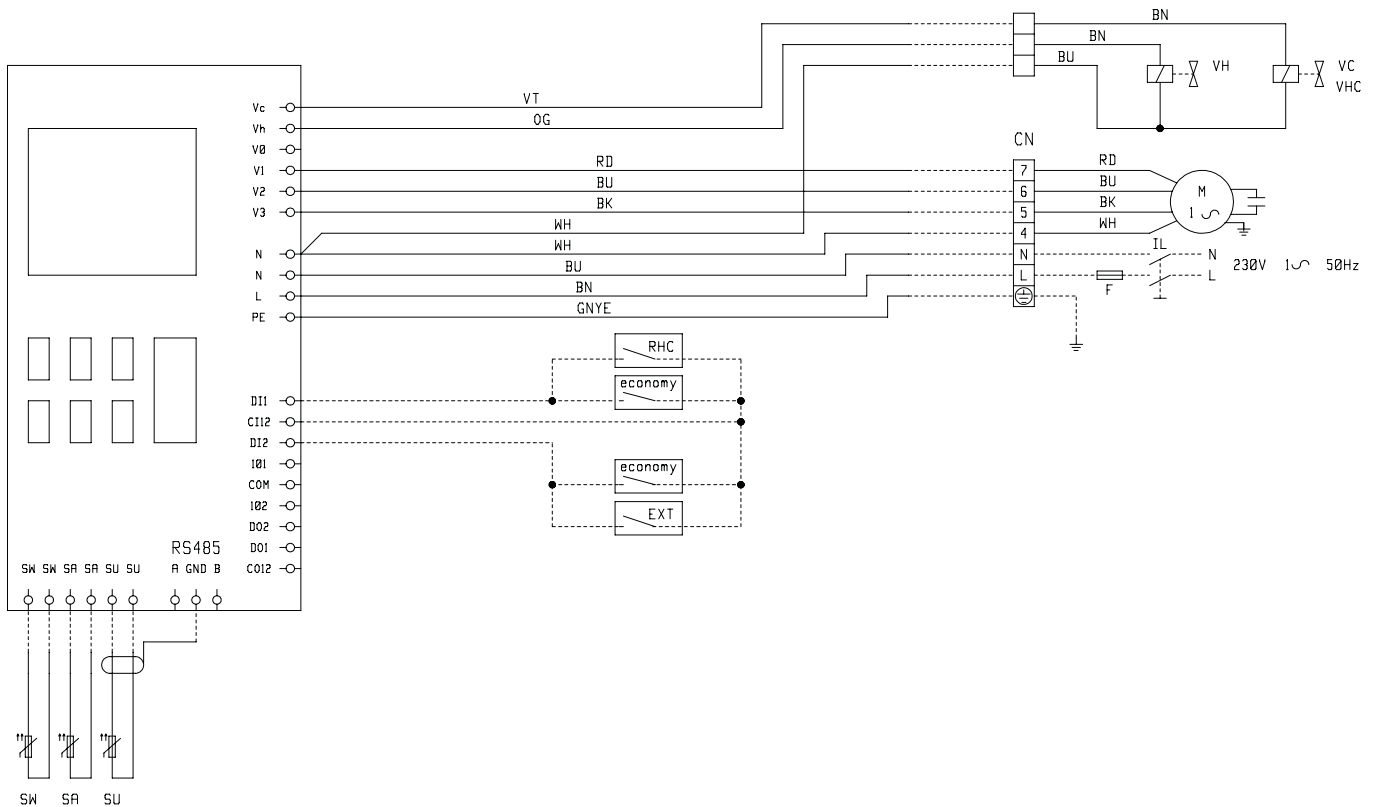 BN
BN
BU
VH
VC
VHC
Vc VT
Vh OG
V0
CN
V1 RD 7 RD
V2 BU 6 BU
V3 BK 5 BK
M
1
WH 4 WH
N WH N IL N
N BU L F L
230V 1 50Hz
L BN
PE GNYE
RHC
economy
DI1
CI12
DI2
economy
I01
COM
EXT
I02
DO2
RS485
DO1
SW SW SA SA SU SU A GND B CO12
SW SA SU